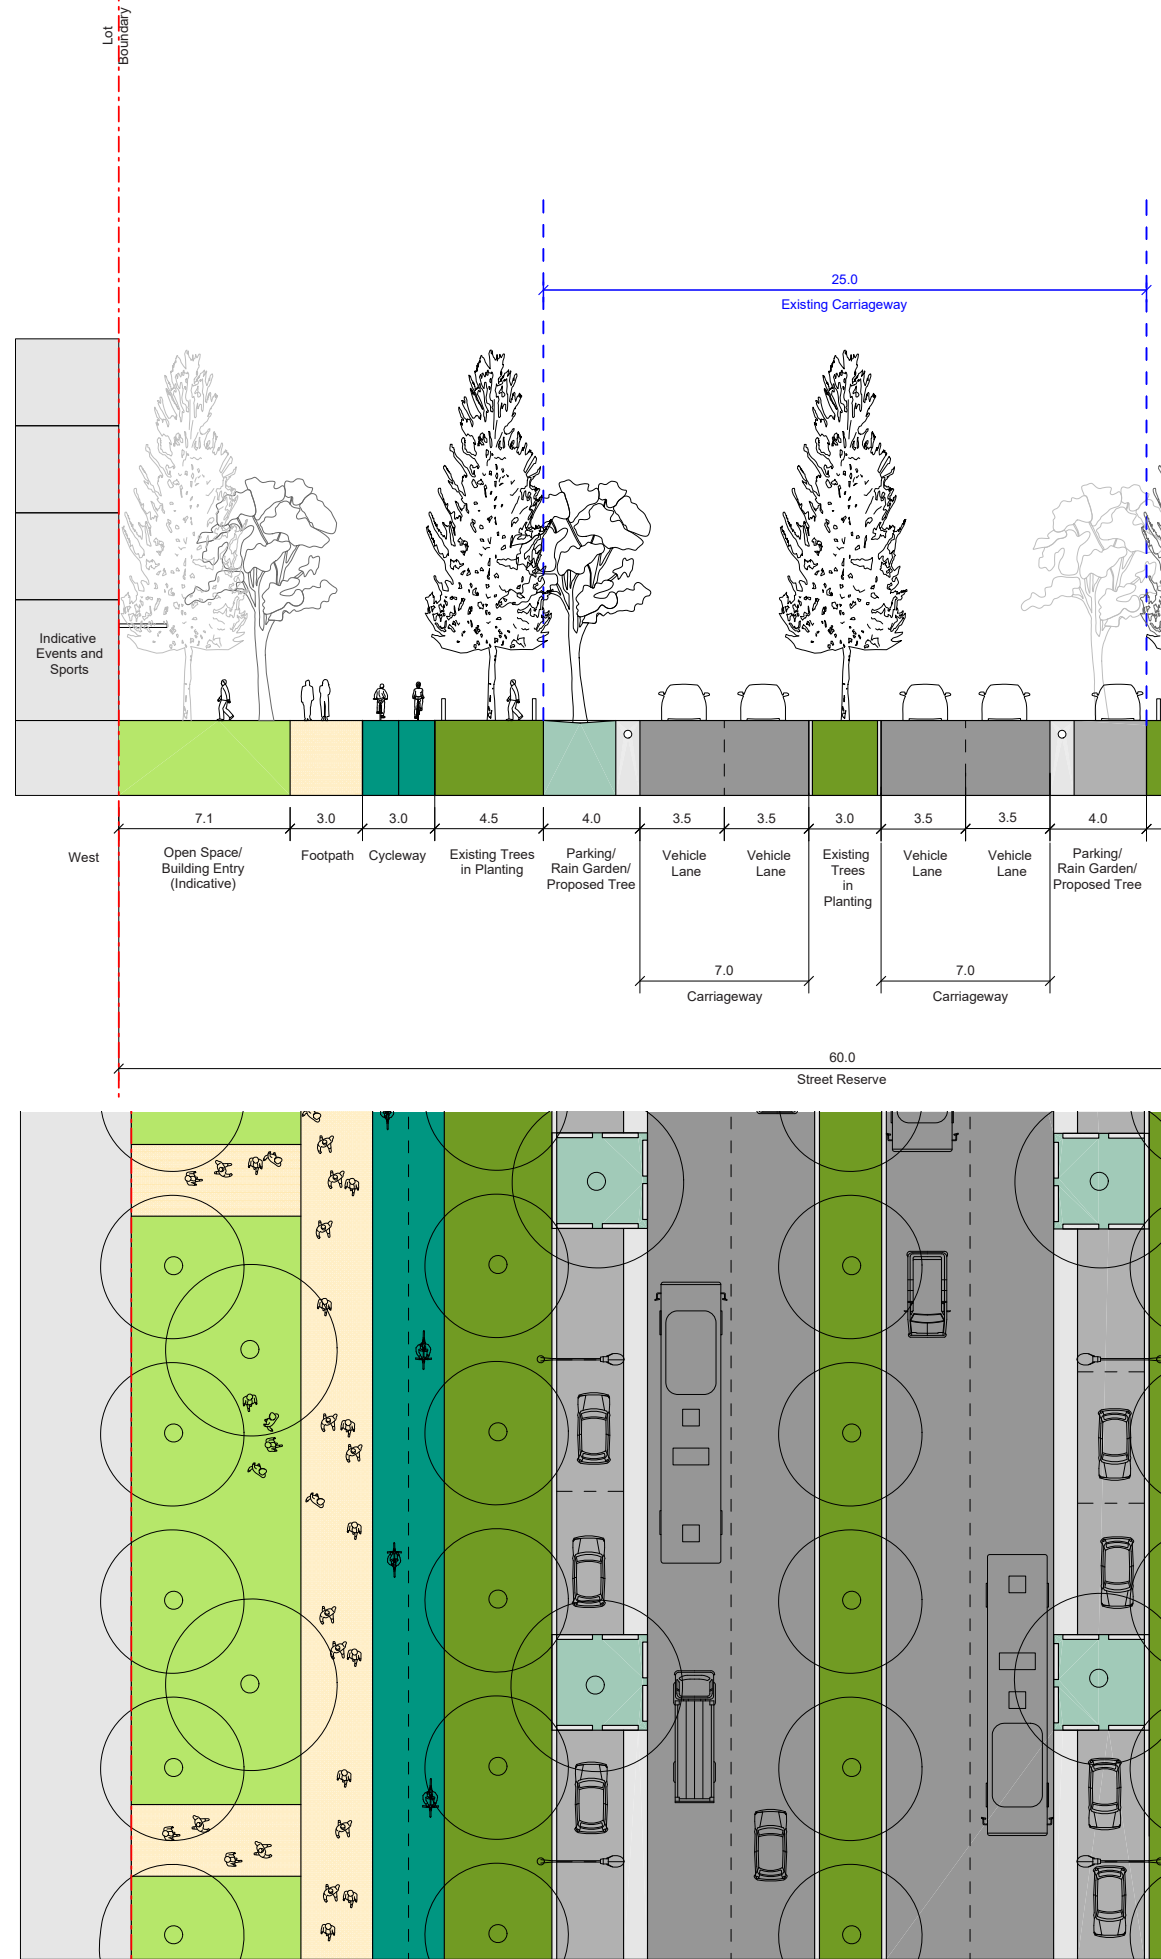 Lot
Boundary
25.0
Existing Carriageway
Indicative
Events and
Sports
7.1
3.0
3.0
4.5
4.0
3.5
3.5
3.0
3.5
3.5
4.0
West
Open Space/
Building Entry
(Indicative)
Footpath
Cycleway
Existing Trees
in Planting
Parking/
Rain Garden/
Proposed Tree
Vehicle
Lane
Vehicle
Lane
Existing
Trees
in
Planting
Vehicle
Lane
Vehicle
Lane
Parking/
Rain Garden/
Proposed Tree
7.0
Carriageway
7.0
Carriageway
60.0
Street Reserve